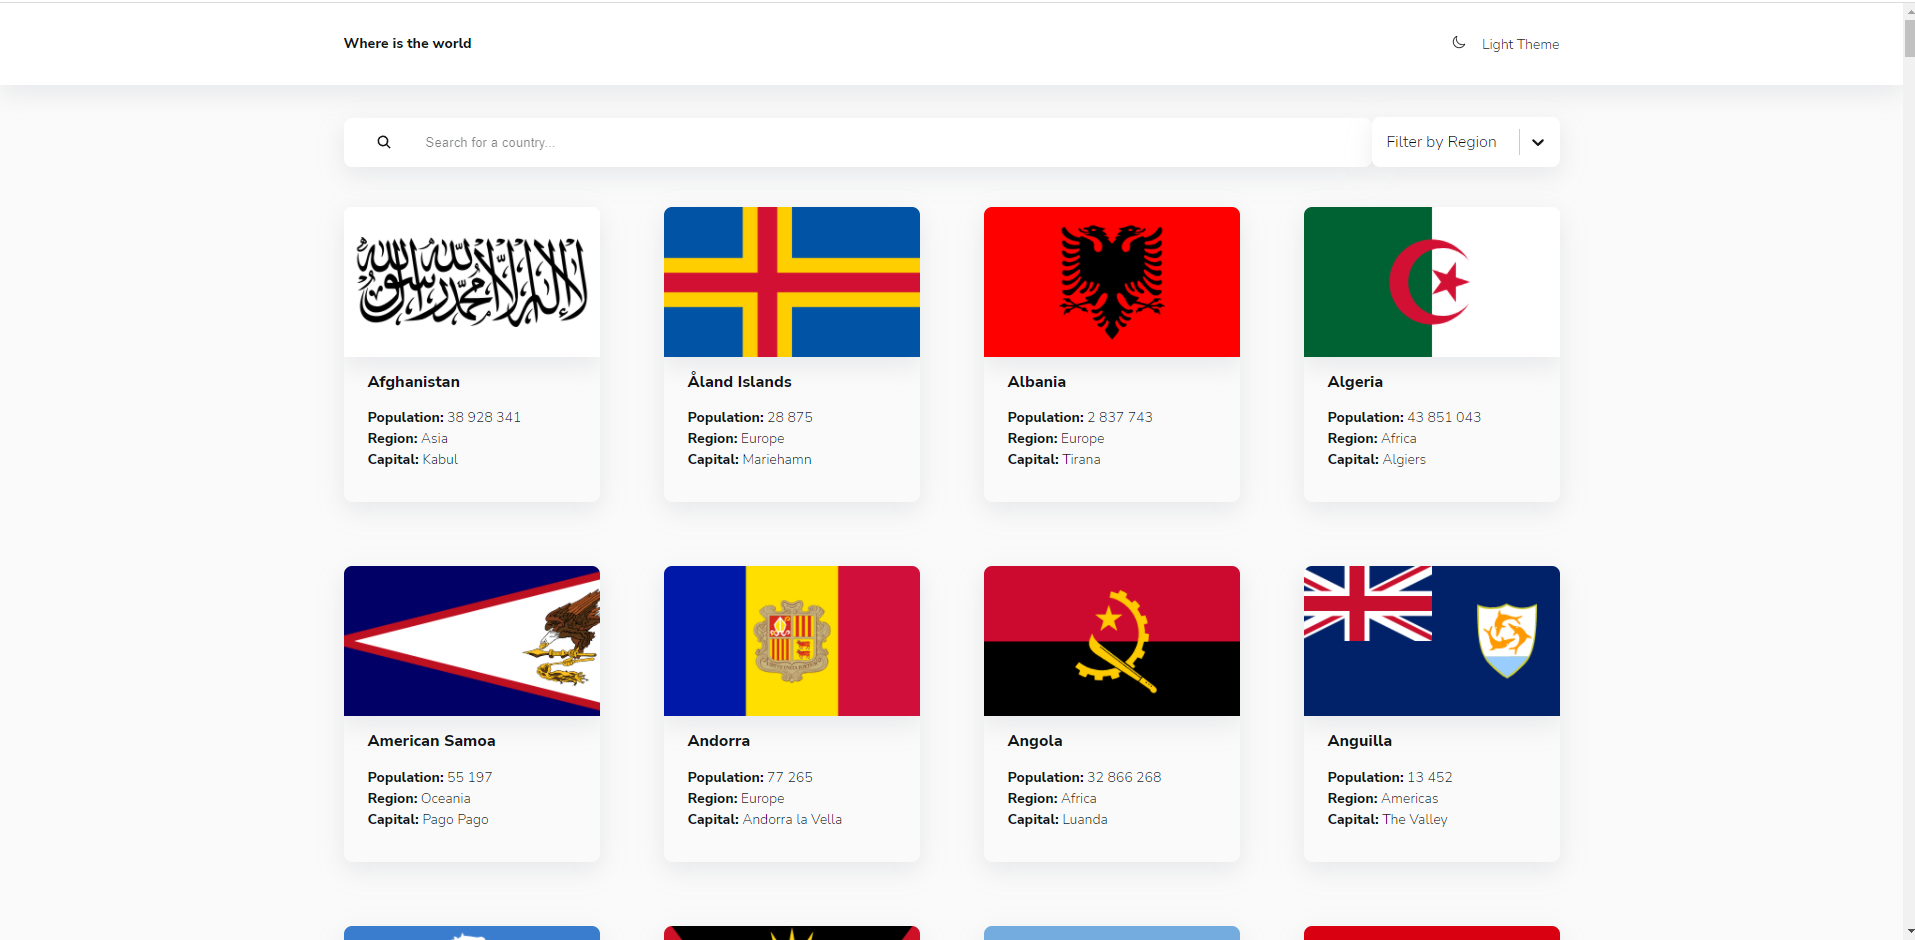 Where is the world
Light Theme
Search for a country...
Filter by Region
لا إله إلا الله محمد رسول الله
Afghanistan
Population: 38 928 341
Region: Asia
Capital: Kabul
Åland Islands
Population: 28 875
Region: Europe
Capital: Mariehamn
Albania
Population: 2 837 743
Region: Europe
Capital: Tirana
Algeria
Population: 43 851 043
Region: Africa
Capital: Algiers
American Samoa
Population: 55 197
Region: Oceania
Capital: Pago Pago
Andorra
Population: 77 265
Region: Europe
Capital: Andorra la Vella
Angola
Population: 32 866 268
Region: Africa
Capital: Luanda
Anguilla
Population: 13 452
Region: Americas
Capital: The Valley